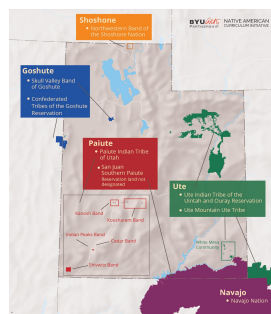 Shoshone
Northwestern Band of
the Shoshone Nation
BYU
NATIVE AMERICAN
CURRICULUM INITIATIVE
Goshute
Skull Valley Band
of Goshute
Confederated
Tribes of the Goshute
Reservation
Paiute
Paiute Indian Tribe
of Utah
San Juan
Southern Paiute
Reservation land not
designated
Ute
Ute Indian Tribe of the
Uintah and Ouray Reservation
Ute Mountain Ute Tribe
Kanosh Band
Koosharem Band
Indian Peaks Band
Cedar Band
Shivwits Band
White Mesa
Community
Navajo
Navajo Nation